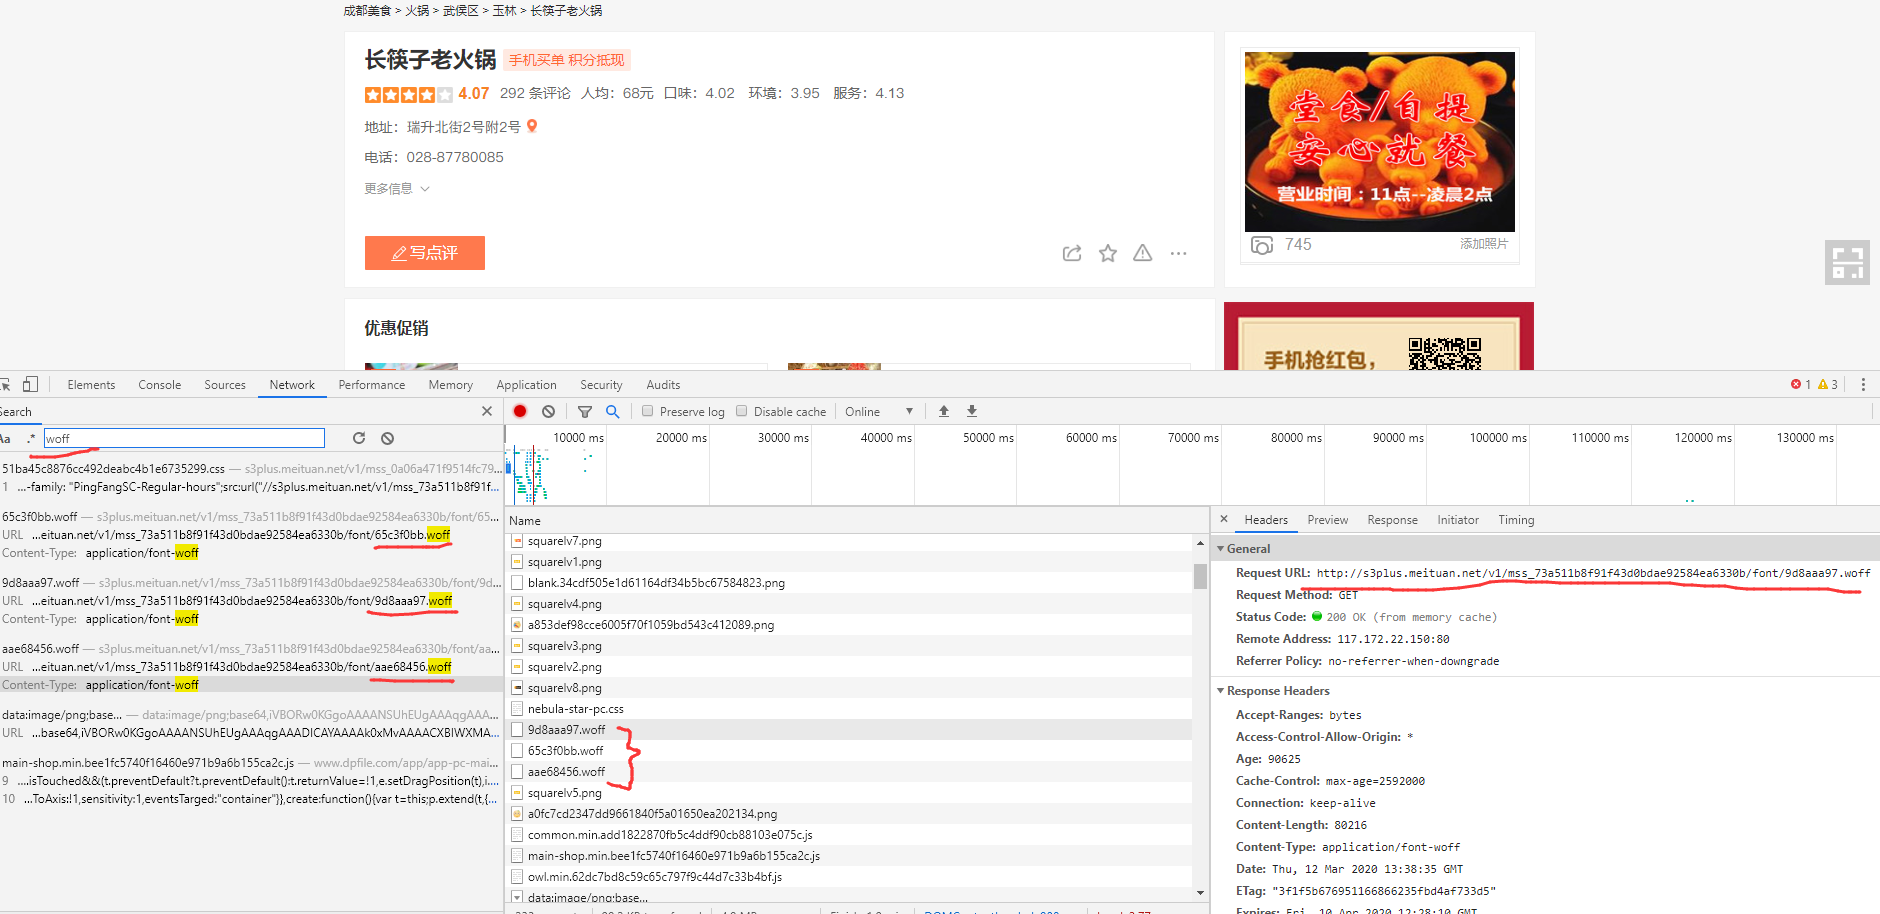 成都美食 > 火锅 > 武侯区 > 玉林 > 长筷子老火锅
长筷子老火锅 手机买单 积分抵现
4.07 292 条评论 人均：68元 口味：4.02 环境：3.95 服务：4.13
地址：瑞升北街2号附2号
电话：028-87780085
更多信息
写点评
堂食/自提
安心就餐
营业时间：11点--凌晨2点
745 添加照片
优惠促销
手机抢红包，
Elements Console Sources Network Performance Memory Application Security Audits 1 3
Search
Preserve log Disable cache Online
Aa .* woff
10000 ms 20000 ms 30000 ms 40000 ms 50000 ms 60000 ms 70000 ms 80000 ms 90000 ms 100000 ms 110000 ms 120000 ms 130000 ms
51ba45c8876cc492deabc4b1e6735299.css — s3plus.meituan.net/v1/mss_0a06a471f9514fc79...
1 ...-family: "PingFangSC-Regular-hours";src:url("//s3plus.meituan.net/v1/mss_73a511b8f91f...
65c3f0bb.woff — s3plus.meituan.net/v1/mss_73a511b8f91f43d0bdae92584ea6330b/font/65...
URL ...eituan.net/v1/mss_73a511b8f91f43d0bdae92584ea6330b/font/65c3f0bb.woff
Content-Type: application/font-woff
9d8aaa97.woff — s3plus.meituan.net/v1/mss_73a511b8f91f43d0bdae92584ea6330b/font/9d...
URL ...eituan.net/v1/mss_73a511b8f91f43d0bdae92584ea6330b/font/9d8aaa97.woff
Content-Type: application/font-woff
aae68456.woff — s3plus.meituan.net/v1/mss_73a511b8f91f43d0bdae92584ea6330b/font/aa...
URL ...eituan.net/v1/mss_73a511b8f91f43d0bdae92584ea6330b/font/aae68456.woff
Content-Type: application/font-woff
data:image/png;base... — data:image/png;base64,iVBORw0KGgoAAAANSUhEUgAAAqgAAA...
URL ...base64,iVBORw0KGgoAAAANSUhEUgAAAqgAAADICAYAAAAk0xMvAAAACXBIWXMA...
main-shop.min.bee1fc5740f16460e971b9a6b155ca2c.js — www.dpfile.com/app/app-pc-mai...
9 ....isTouched&&(t.preventDefault?t.preventDefault():t.returnValue=!1,e.setDragPosition(t),i...
10 ...ToAxis:!1,sensitivity:1,eventsTarged:"container"}},create:function(){var t=this;p.extend(t,{...
Name
squarelv7.png
squarelv1.png
blank.34cdf505e1d61164df34b5bc67584823.png
squarelv4.png
a853def98cce6005f70f1059bd543c412089.png
squarelv3.png
squarelv2.png
squarelv8.png
nebula-star-pc.css
9d8aaa97.woff
65c3f0bb.woff
aae68456.woff
squarelv5.png
a0fc7cd2347dd9661840f5a01650ea202134.png
common.min.add1822870fb5c4ddf90cb88103e075c.js
main-shop.min.bee1fc5740f16460e971b9a6b155ca2c.js
owl.min.62dc7bd8c59c65c797f9c44d7c33b4bf.js
data:image/png;base...
Headers Preview Response Initiator Timing
General
Request URL: http://s3plus.meituan.net/v1/mss_73a511b8f91f43d0bdae92584ea6330b/font/9d8aaa97.woff
Request Method: GET
Status Code: 200 OK (from memory cache)
Remote Address: 117.172.22.150:80
Referrer Policy: no-referrer-when-downgrade
Response Headers
Accept-Ranges: bytes
Access-Control-Allow-Origin: *
Age: 90625
Cache-Control: max-age=2592000
Connection: keep-alive
Content-Length: 80216
Content-Type: application/font-woff
Date: Thu, 12 Mar 2020 13:38:35 GMT
ETag: "3f1f5b676951166866235fbd4af733d5"
Expires: Fri, 10 Apr 2020 12:28:10 GMT